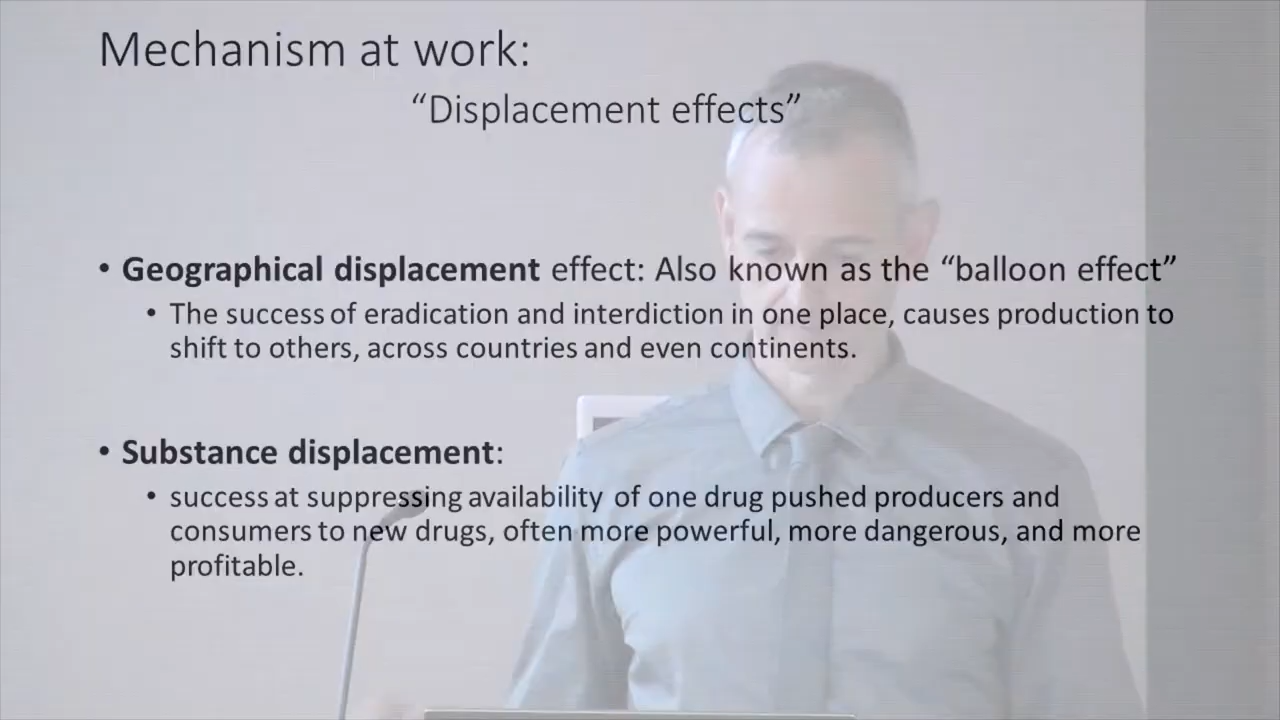 Mechanism at work:
“Displacement effects”
• Geographical displacement effect: Also known as the “balloon effect”
• The success of eradication and interdiction in one place, causes production to
shift to others, across countries and even continents.
• Substance displacement:
• success at suppressing availability of one drug pushed producers and
consumers to new drugs, often more powerful, more dangerous, and more
profitable.